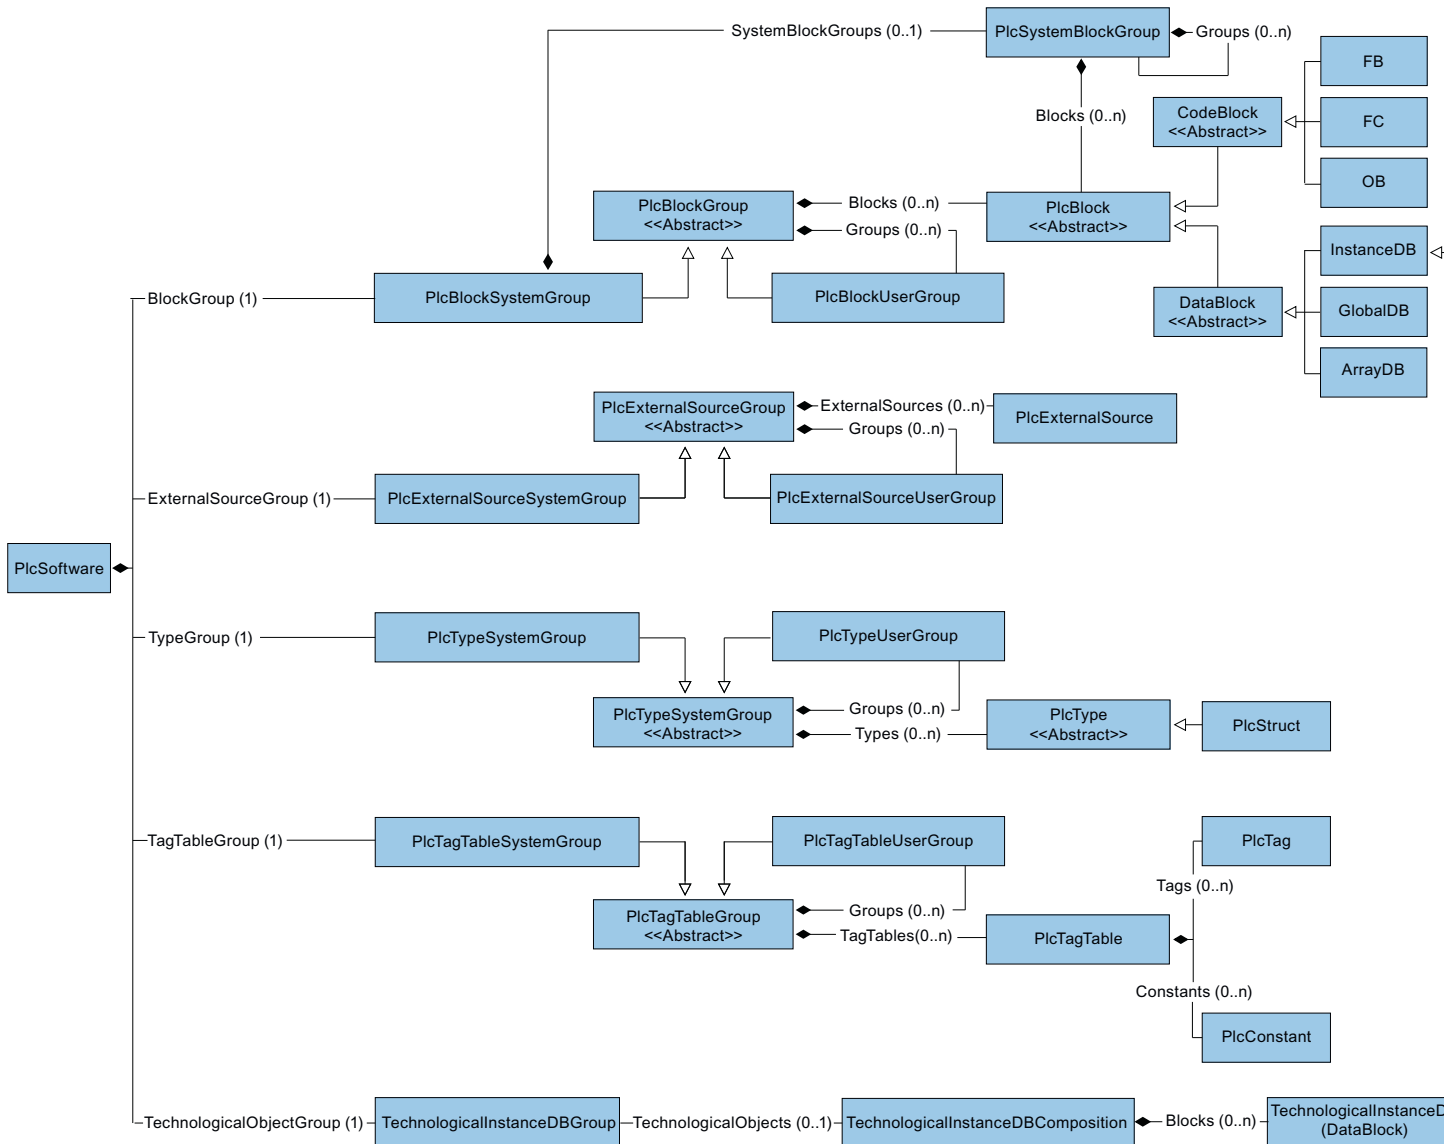 SystemBlockGroups (0..1)
PlcSystemBlockGroup
Groups (0..n)
FB
Blocks (0..n)
CodeBlock
<<Abstract>>
FC
OB
PlcBlockGroup
<<Abstract>>
Blocks (0..n)
Groups (0..n)
PlcBlock
<<Abstract>>
InstanceDB
BlockGroup (1)
PlcBlockSystemGroup
PlcBlockUserGroup
DataBlock
<<Abstract>>
GlobalDB
ArrayDB
PlcExternalSourceGroup
<<Abstract>>
ExternalSources (0..n)
Groups (0..n)
PlcExternalSource
ExternalSourceGroup (1)
PlcExternalSourceSystemGroup
PlcExternalSourceUserGroup
PlcSoftware
TypeGroup (1)
PlcTypeSystemGroup
PlcTypeUserGroup
PlcTypeSystemGroup
<<Abstract>>
Groups (0..n)
Types (0..n)
PlcType
<<Abstract>>
PlcStruct
TagTableGroup (1)
PlcTagTableSystemGroup
PlcTagTableUserGroup
PlcTag
Tags (0..n)
PlcTagTableGroup
<<Abstract>>
Groups (0..n)
TagTables(0..n)
PlcTagTable
Constants (0..n)
PlcConstant
TechnologicalObjectGroup (1)
TechnologicalInstanceDBGroup
TechnologicalObjects (0..1)
TechnologicalInstanceDBComposition
Blocks (0..n)
TechnologicalInstanceD
(DataBlock)